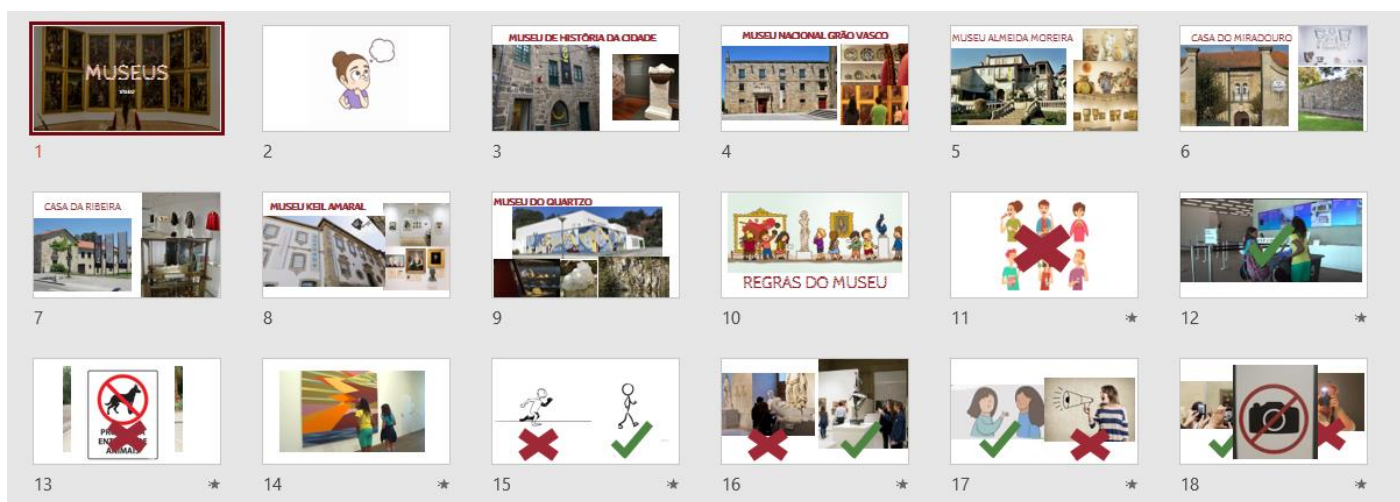 MUSEUS
VISEU
1
2
MUSEU DE HISTÓRIA DA CIDADE
3
MUSEU NACIONAL GRÃO VASCO
4
MUSEU ALMEIDA MOREIRA
5
CASA DO MIRADOURO
6
CASA DA RIBEIRA
7
MUSEU KEIL AMARAL
8
MUSEU DO QUARTZO
9
REGRAS DO MUSEU
10
11
12
ANIMAIS
13
14
15
16
17
18